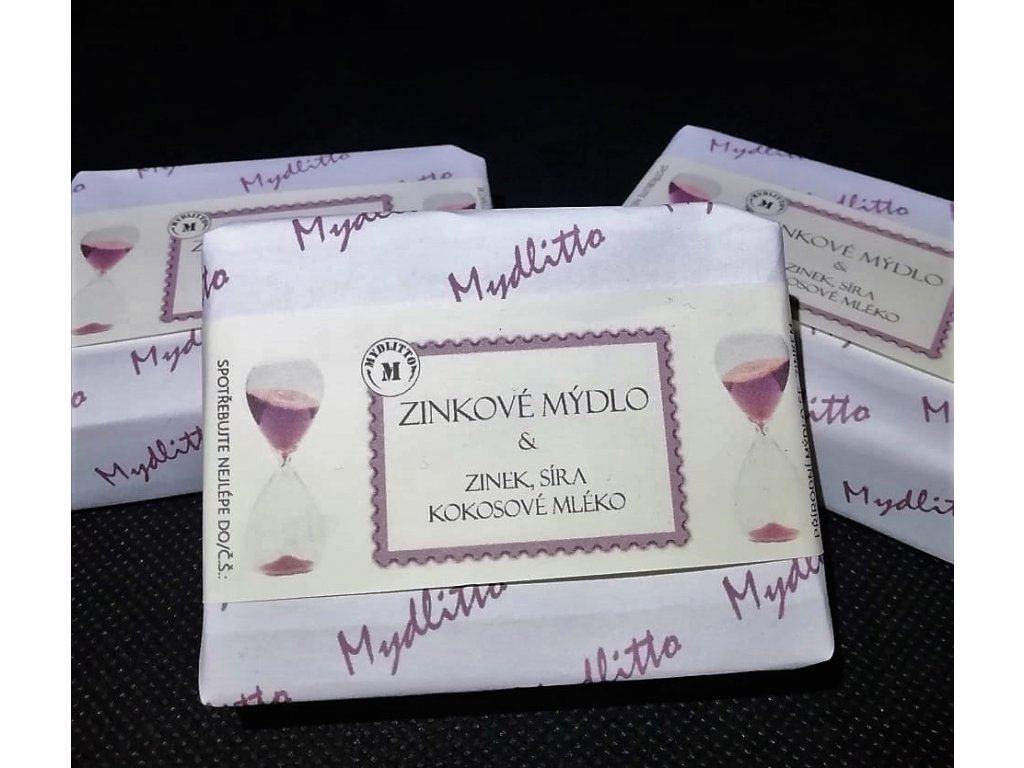 Mydlitto
Mydlitto
Mydlitto
Mydlitto
MYDLITTO
M
ZINKOVÉ MÝDLO
&
ZINEK, SÍRA
KOKOSOVÉ MLÉKO
SPOTŘEBUJTE NEJLÉPE DO/Č.Š.:
Mydlitto
MYDLITTO
M
Mydlitto
Mydlitto
MYDLITTO
M
ZINKOVÉ MÝDLO
&
ZINEK, SÍRA
KOKOSOVÉ MLÉKO